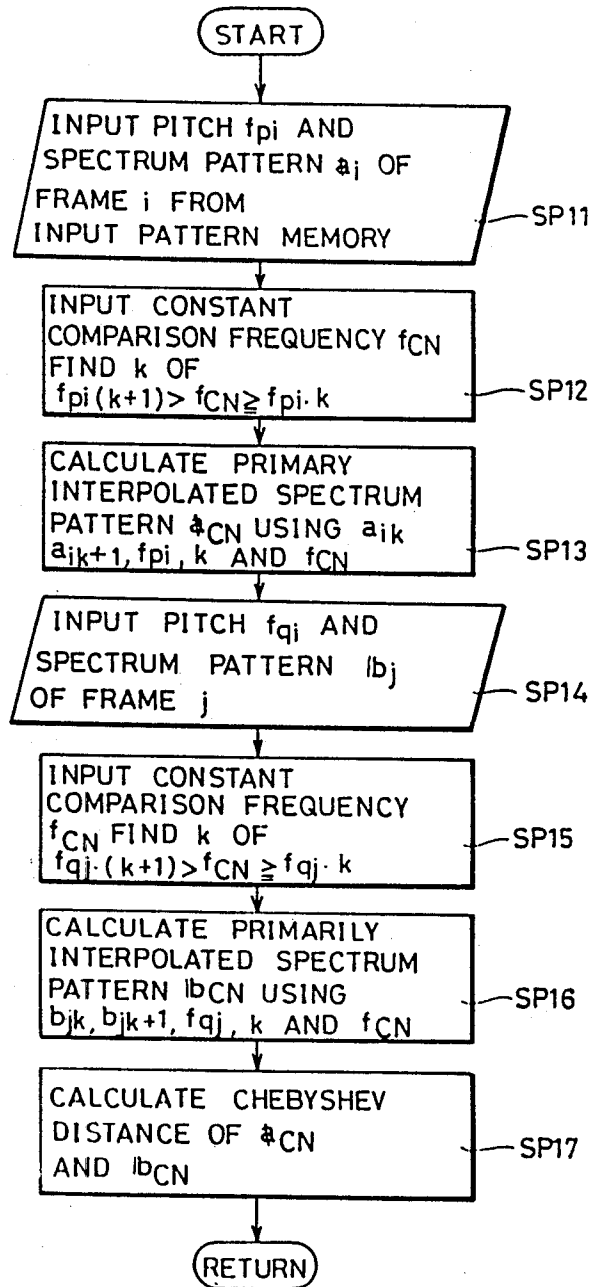 START
INPUT PITCH fpi AND
SPECTRUM PATTERN 𝕒i OF
FRAME i FROM
INPUT PATTERN MEMORY
SP11
INPUT CONSTANT
COMPARISON FREQUENCY fCN
FIND k OF
fpi(k+1) > fCN ≧ fpi·k
SP12
CALCULATE PRIMARY
INTERPOLATED SPECTRUM
PATTERN 𝕒CN USING aik
aik+1, fpi, k AND fCN
SP13
INPUT PITCH fqi AND
SPECTRUM PATTERN 𝕓j
OF FRAME j
SP14
INPUT CONSTANT
COMPARISON FREQUENCY
fCN FIND k OF
fqj·(k+1) > fCN ≧ fqj·k
SP15
CALCULATE PRIMARILY
INTERPOLATED SPECTRUM
PATTERN 𝕓CN USING
bjk, bjk+1, fqj, k AND fCN
SP16
CALCULATE CHEBYSHEV
DISTANCE OF 𝕒CN
AND 𝕓CN
SP17
RETURN